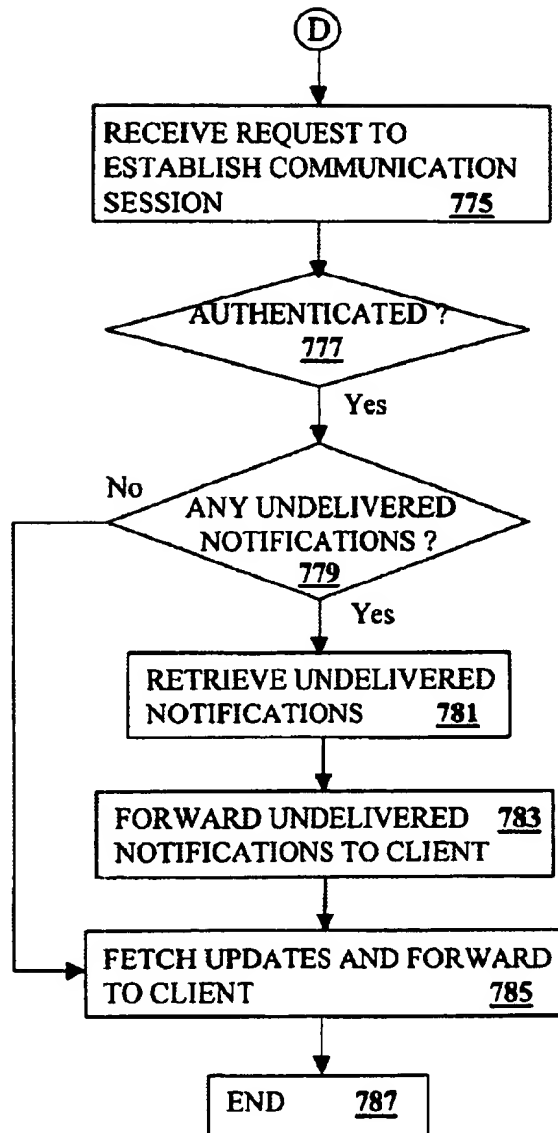 D
RECEIVE REQUEST TO
ESTABLISH COMMUNICATION
SESSION 775
AUTHENTICATED ?
777
Yes
No
ANY UNDELIVERED
NOTIFICATIONS ?
779
Yes
RETRIEVE UNDELIVERED
NOTIFICATIONS 781
FORWARD UNDELIVERED 783
NOTIFICATIONS TO CLIENT
FETCH UPDATES AND FORWARD
TO CLIENT 785
END 787